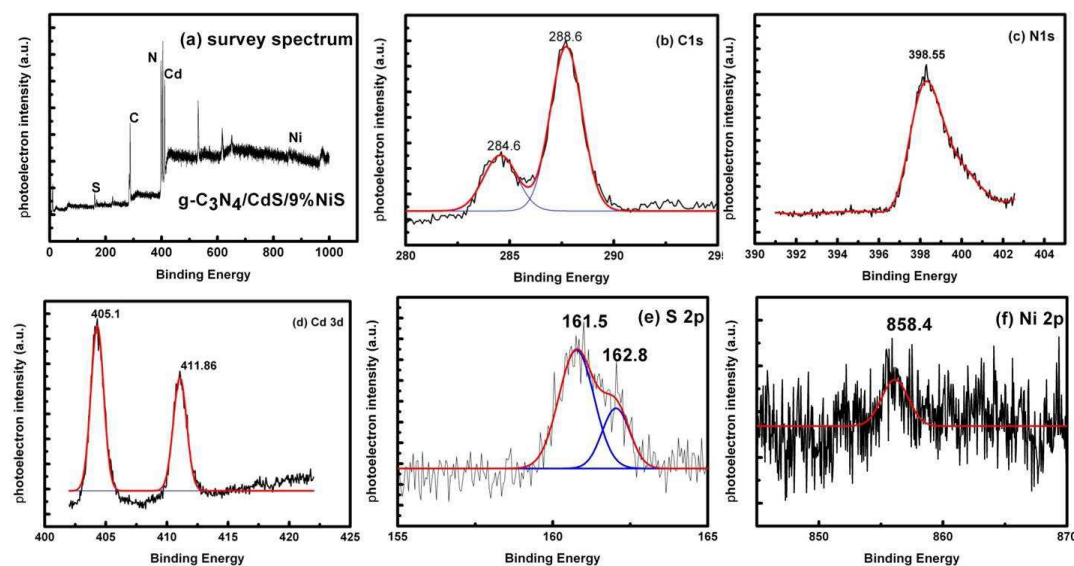 (a) survey spectrum
N
Cd
C
S
Ni
g-C₃N₄/CdS/9%NiS
photoelectron intensity (a.u.)
0 200 400 600 800 1000
Binding Energy
(b) C1s
288.6
284.6
photoelectron intensity (a.u.)
280 285 290 295
Binding Energy
(c) N1s
398.55
photoelectron intensity (a.u.)
390 392 394 396 398 400 402 404
Binding Energy
(d) Cd 3d
405.1
411.86
photoelectron intensity (a.u.)
400 405 410 415 420 425
Binding Energy
(e) S 2p
161.5
162.8
photoelectron intensity (a.u.)
155 160 165
Binding Energy
(f) Ni 2p
858.4
photoelectron intensity (a.u.)
850 860 870
Binding Energy